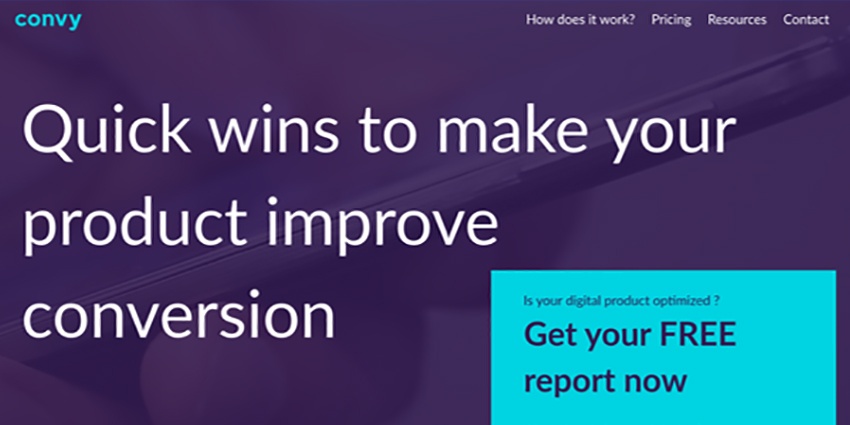 convy
How does it work? Pricing Resources Contact
Quick wins to make your
product improve
conversion
Is your digital product optimized ?
Get your FREE
report now